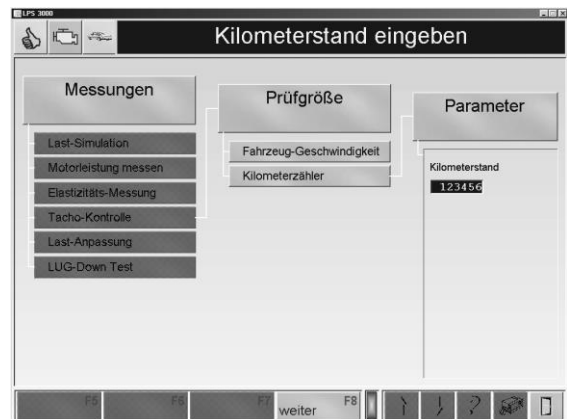 LPS 3000
Kilometerstand eingeben
Messungen
Last-Simulation
Motorleistung messen
Elastizitäts-Messung
Tacho-Kontrolle
Last-Anpassung
LUG-Down Test
Prüfgröße
Fahrzeug-Geschwindigkeit
Kilometerzähler
Parameter
Kilometerstand
123456
F5
F6
F7
F8
weiter